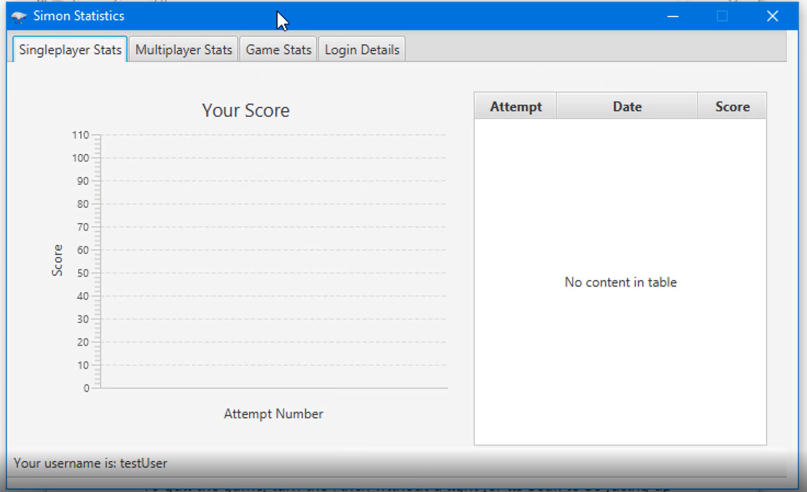 Simon Statistics
Singleplayer Stats Multiplayer Stats Game Stats Login Details
Your Score
Attempt Date Score
110
100
90
80
70
60
50
40
30
20
10
0
Score
No content in table
Attempt Number
Your username is: testUser